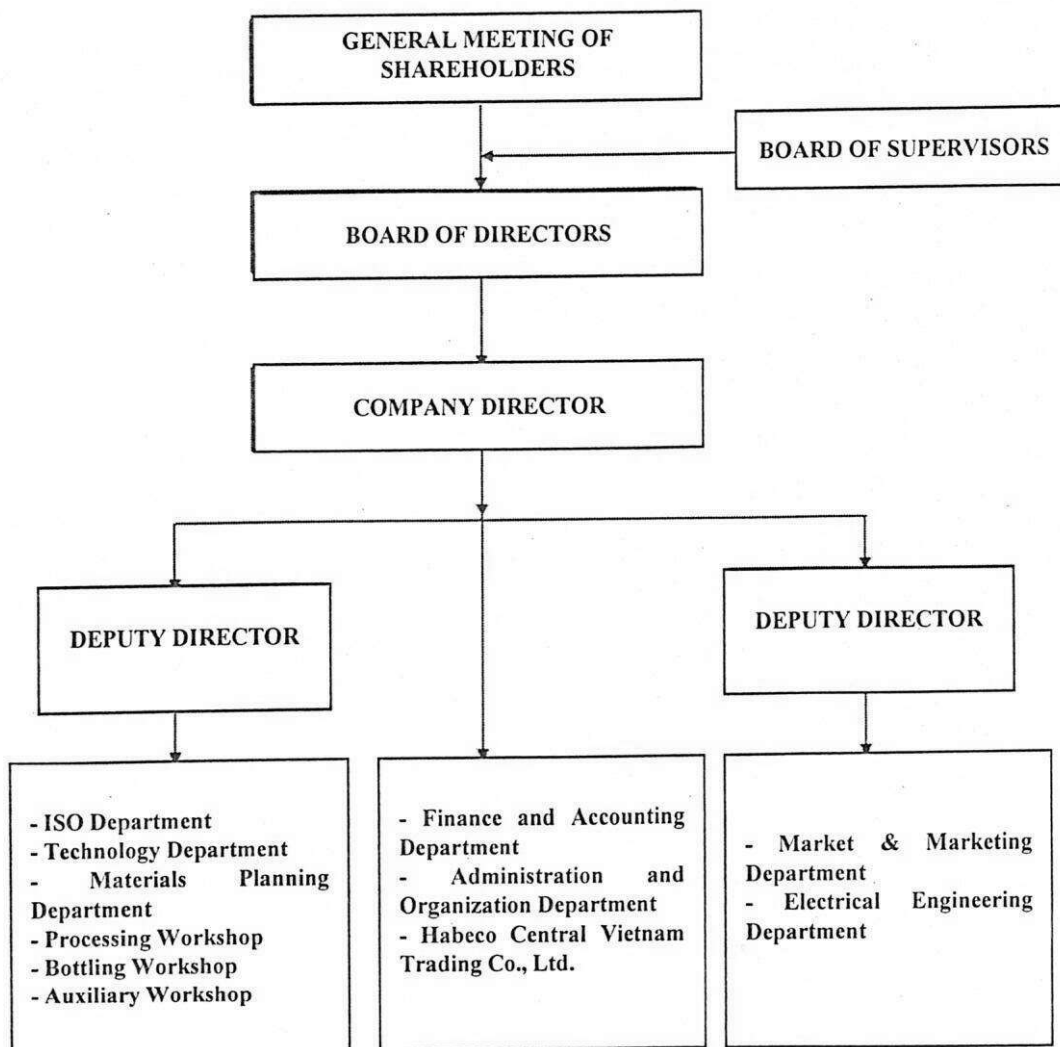 GENERAL MEETING OF
SHAREHOLDERS
BOARD OF SUPERVISORS
BOARD OF DIRECTORS
COMPANY DIRECTOR
DEPUTY DIRECTOR
DEPUTY DIRECTOR
- ISO Department
- Technology Department
- Materials Planning
Department
- Processing Workshop
- Bottling Workshop
- Auxiliary Workshop
- Finance and Accounting
Department
- Administration and
Organization Department
- Habeco Central Vietnam
Trading Co., Ltd.
- Market & Marketing
Department
- Electrical Engineering
Department